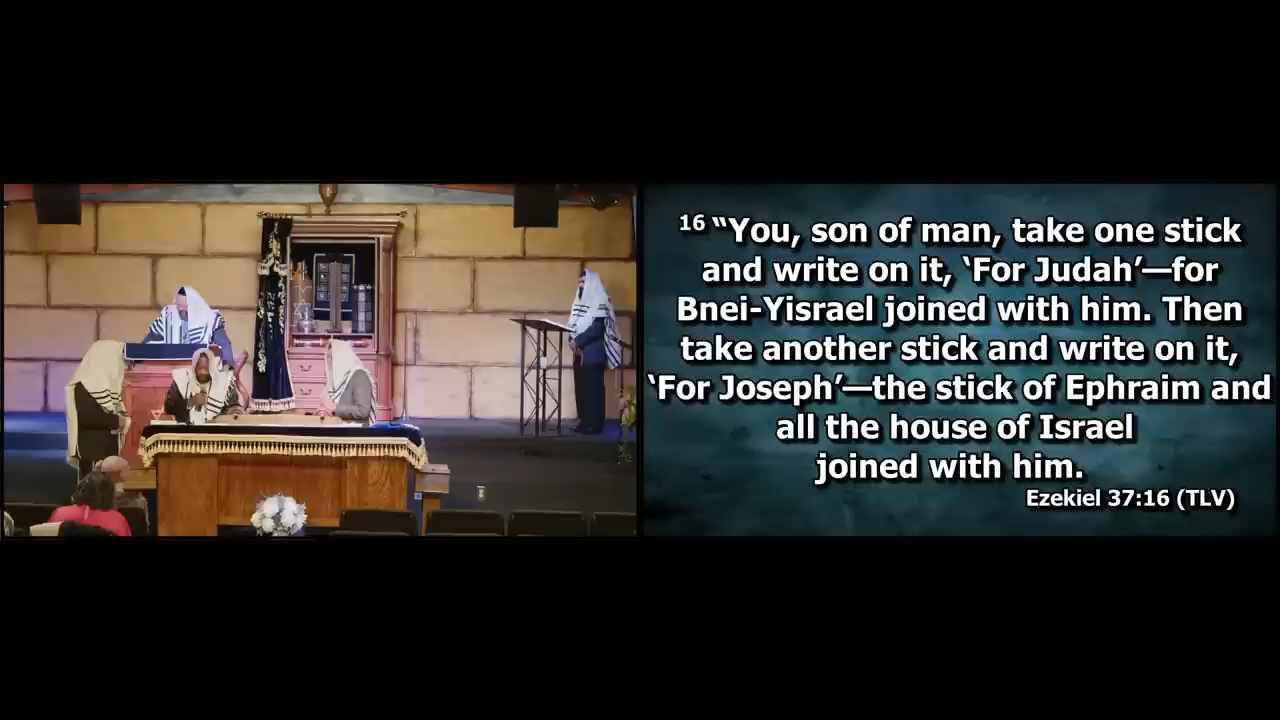 16 “You, son of man, take one stick
and write on it, ‘For Judah’—for
Bnei-Yisrael joined with him. Then
take another stick and write on it,
‘For Joseph’—the stick of Ephraim and
all the house of Israel
joined with him.
Ezekiel 37:16 (TLV)